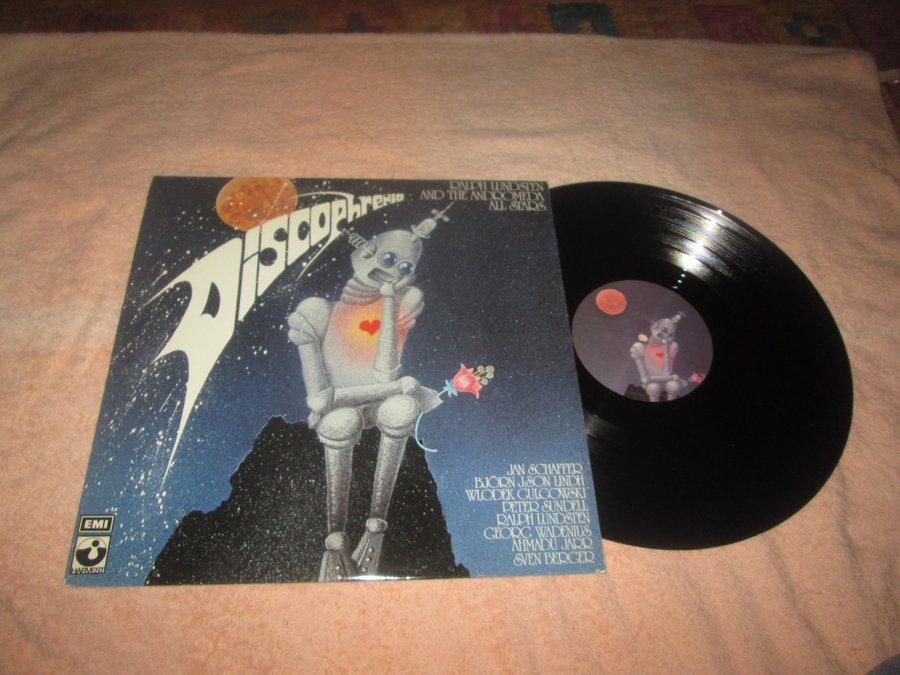 RALPH LUNDSTEN
AND THE ANDROMEDA
ALL STARS
DiscOphrenia
JAN SCHAFFER
BJÖRN J:SON LINDH
WLODEK GULGOWSKI
PETER SUNDELL
RALPH LUNDSTEN
GEORG WADENIUS
AHMADU JARR
SVEN BERGER
EMI
HARVEST